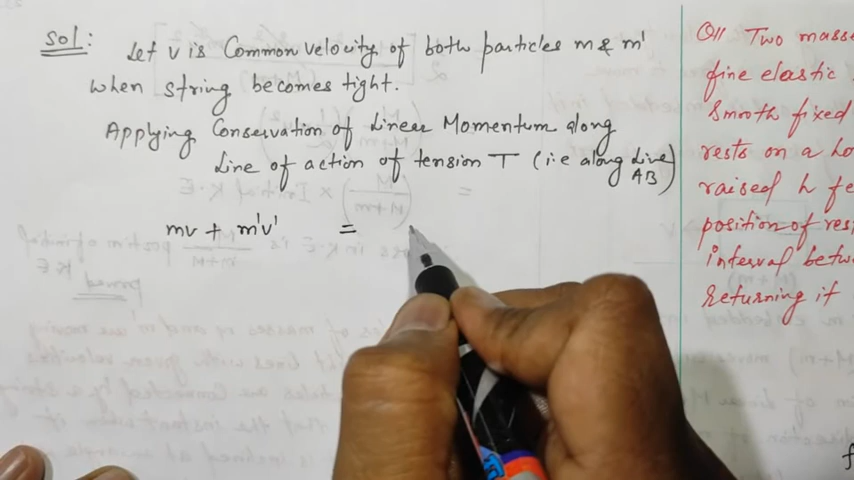 Sol: Let v is Common velocity of both particles m & m'
when string becomes tight.
Applying Conservation of Linear Momentum along
Line of action of tension T (i.e along Line AB)
mv + m'v' =
Q11 Two mass
fine elastic
Smooth fixed
rests on a ho
raised h fe
position of res
interval betw
returning it
f